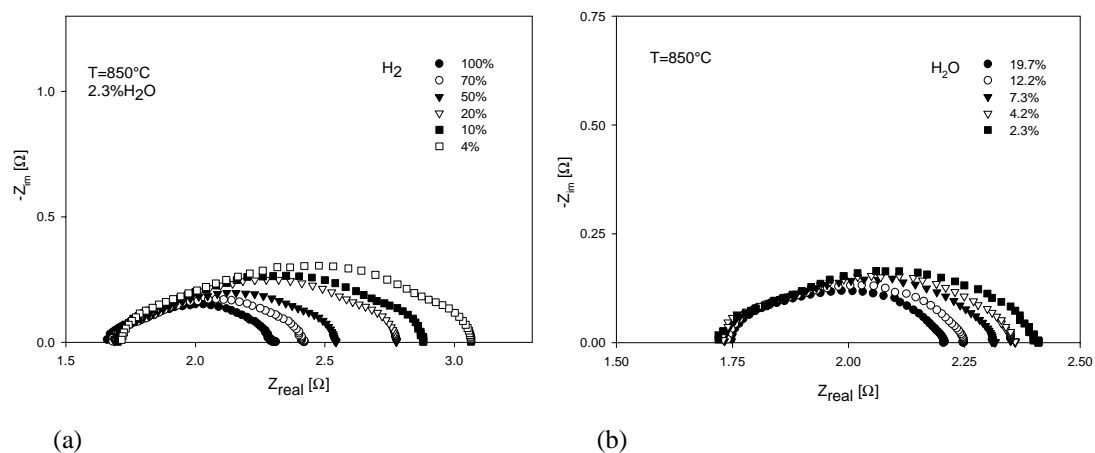 T=850°C
2.3%H2O
H2
100%
70%
50%
20%
10%
4%
1.0
0.5
0.0
-Zim [Ω]
1.5
2.0
2.5
3.0
Zreal [Ω]
(a)
T=850°C
H2O
19.7%
12.2%
7.3%
4.2%
2.3%
0.75
0.50
0.25
0.00
-Zim [Ω]
1.50
1.75
2.00
2.25
2.50
Zreal [Ω]
(b)